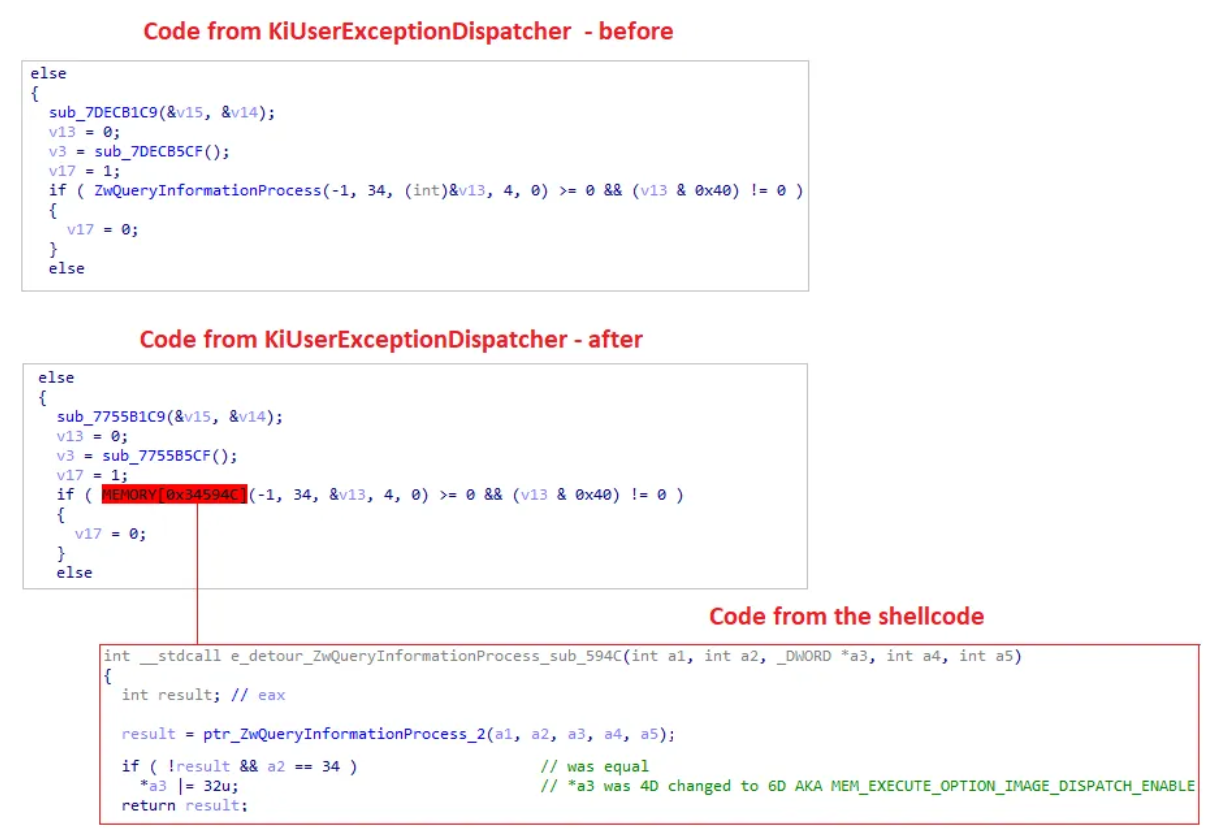 Code from KiUserExceptionDispatcher - before
else
{
sub_7DECB1C9(&v15, &v14);
v13 = 0;
v3 = sub_7DECB5CF();
v17 = 1;
if ( ZwQueryInformationProcess(-1, 34, (int)&v13, 4, 0) >= 0 && (v13 & 0x40) != 0 )
{
v17 = 0;
}
else
Code from KiUserExceptionDispatcher - after
else
{
sub_7755B1C9(&v15, &v14);
v13 = 0;
v3 = sub_7755B5CF();
v17 = 1;
if ( MEMORY[0x34594C](-1, 34, &v13, 4, 0) >= 0 && (v13 & 0x40) != 0 )
{
v17 = 0;
}
else
Code from the shellcode
int __stdcall e_detour_ZwQueryInformationProcess_sub_594C(int a1, int a2, _DWORD *a3, int a4, int a5)
{
int result; // eax
result = ptr_ZwQueryInformationProcess_2(a1, a2, a3, a4, a5);
if ( !result && a2 == 34 ) // was equal
*a3 |= 32u; // *a3 was 4D changed to 6D AKA MEM_EXECUTE_OPTION_IMAGE_DISPATCH_ENABLE
return result;